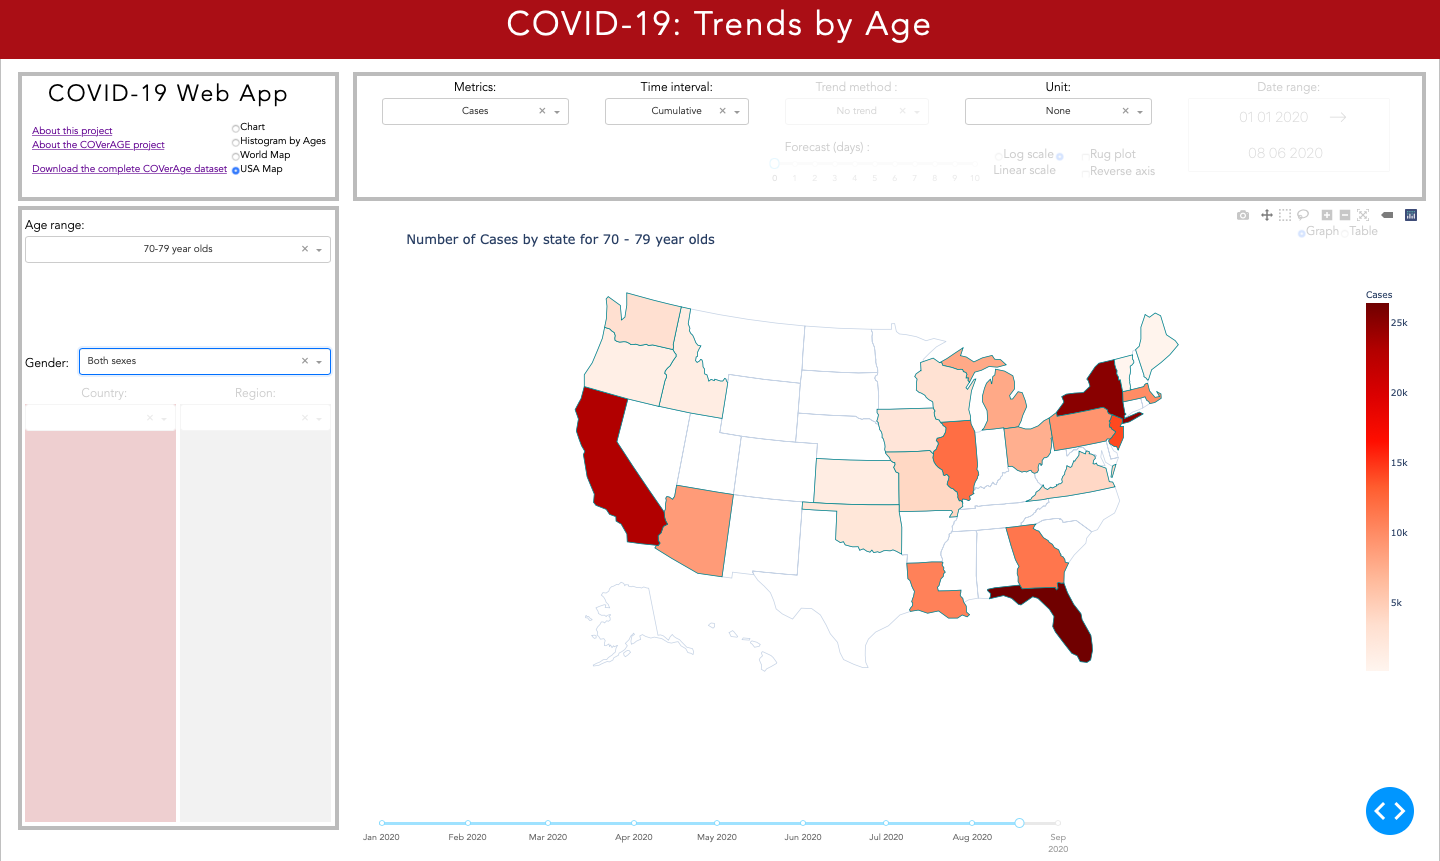 COVID-19: Trends by Age
COVID-19 Web App
About this project
About the COVerAGE project
Download the complete COVerAge dataset
Chart
Histogram by Ages
World Map
USA Map
Metrics:
Cases
Time interval:
Cumulative
Trend method :
No trend
Unit:
None
Date range:
01 01 2020
08 06 2020
Forecast (days) :
0 1 2 3 4 5 6 7 8 9 10
Log scale
Linear scale
Rug plot
Reverse axis
Age range:
70-79 year olds
Gender:
Both sexes
Country:
Region:
Graph
Table
Number of Cases by state for 70 - 79 year olds
Cases
25k
20k
15k
10k
5k
Jan 2020
Feb 2020
Mar 2020
Apr 2020
May 2020
Jun 2020
Jul 2020
Aug 2020
Sep
2020